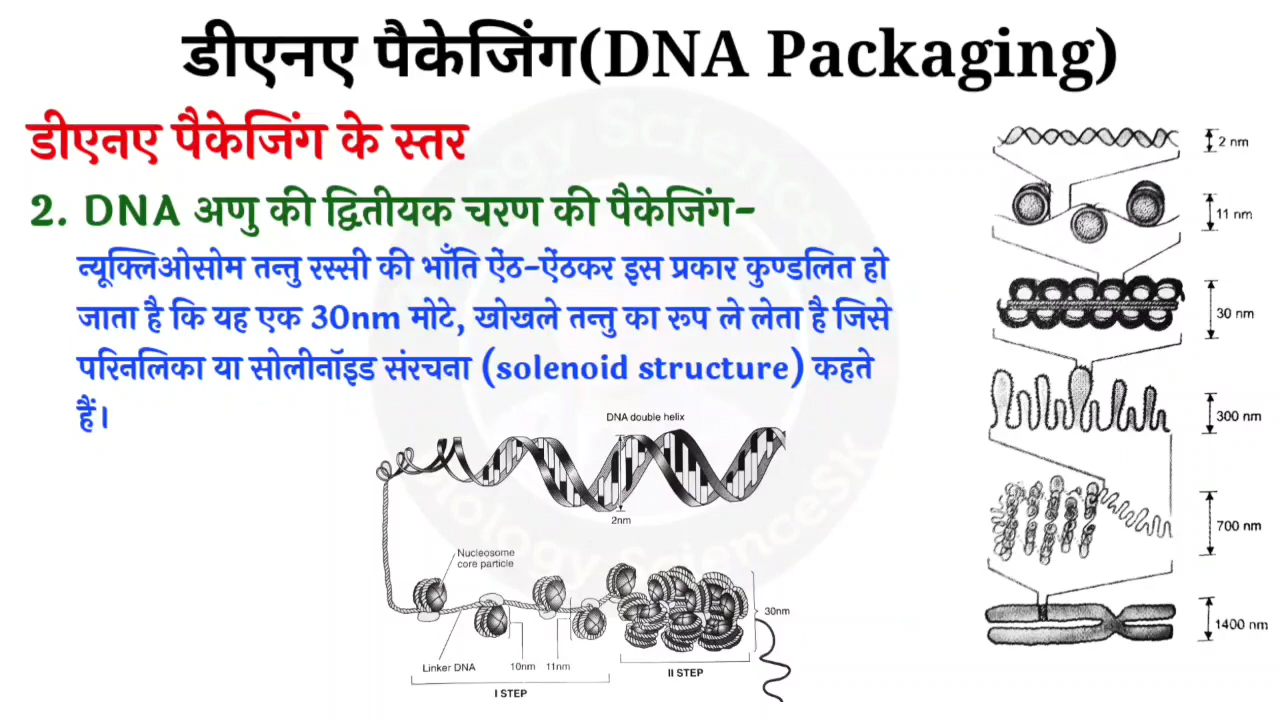 डीएनए पैकेजिंग(DNA Packaging)
डीएनए पैकेजिंग के स्तर
2. DNA अणु की द्वितीयक चरण की पैकेजिंग-
न्यूक्लिओसोम तन्तु रस्सी की भाँति ऐंठ-ऐंठकर इस प्रकार कुण्डलित हो
जाता है कि यह एक 30nm मोटे, खोखले तन्तु का रूप ले लेता है जिसे
परिनलिका या सोलीनॉइड संरचना (solenoid structure) कहते
हैं।
DNA double helix
2nm
Nucleosome
core particle
30nm
Linker DNA
10nm
11nm
I STEP
II STEP
2 nm
11 nm
30 nm
300 nm
700 nm
1400 nm